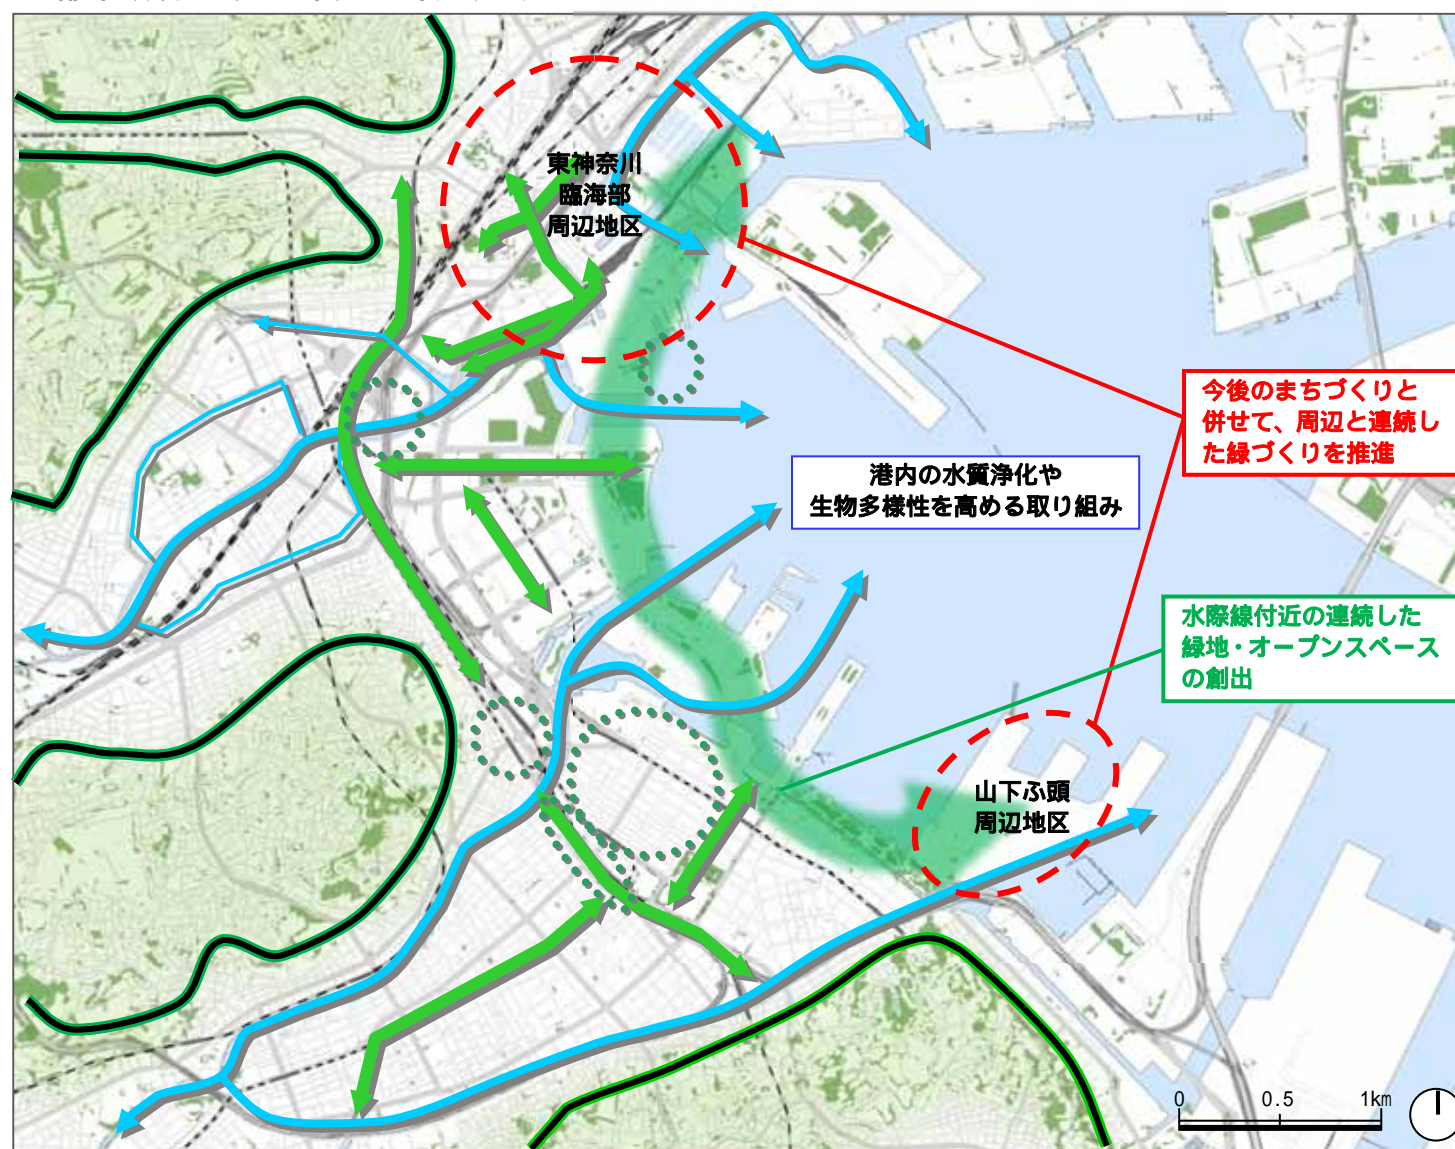 東神奈川
臨海部
周辺地区
今後のまちづくりと
併せて、周辺と連続し
た緑づくりを推進
港内の水質浄化や
生物多様性を高める取り組み
水際線付近の連続した
緑地・オープンスペース
の創出
山下ふ頭
周辺地区
0 0.5 1km